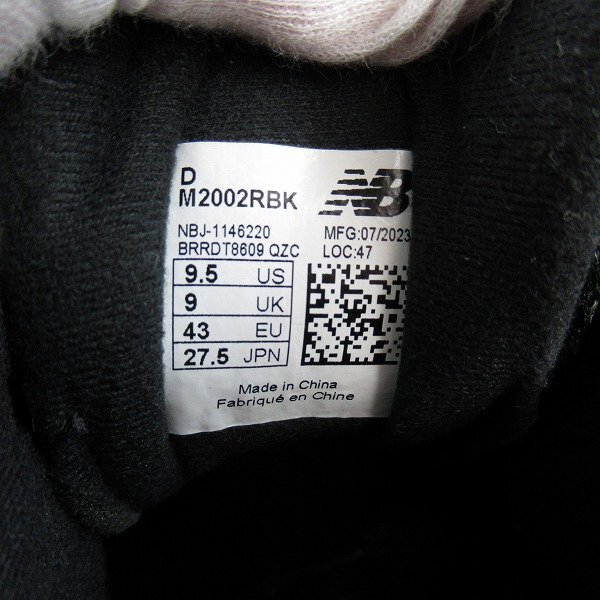 D
M2002RBK NB
NBJ-1146220 MFG:07/2023
BRRDT8609 QZC LOC:47
9.5 US
9 UK
43 EU
27.5 JPN
Made in China
Fabriqué en Chine